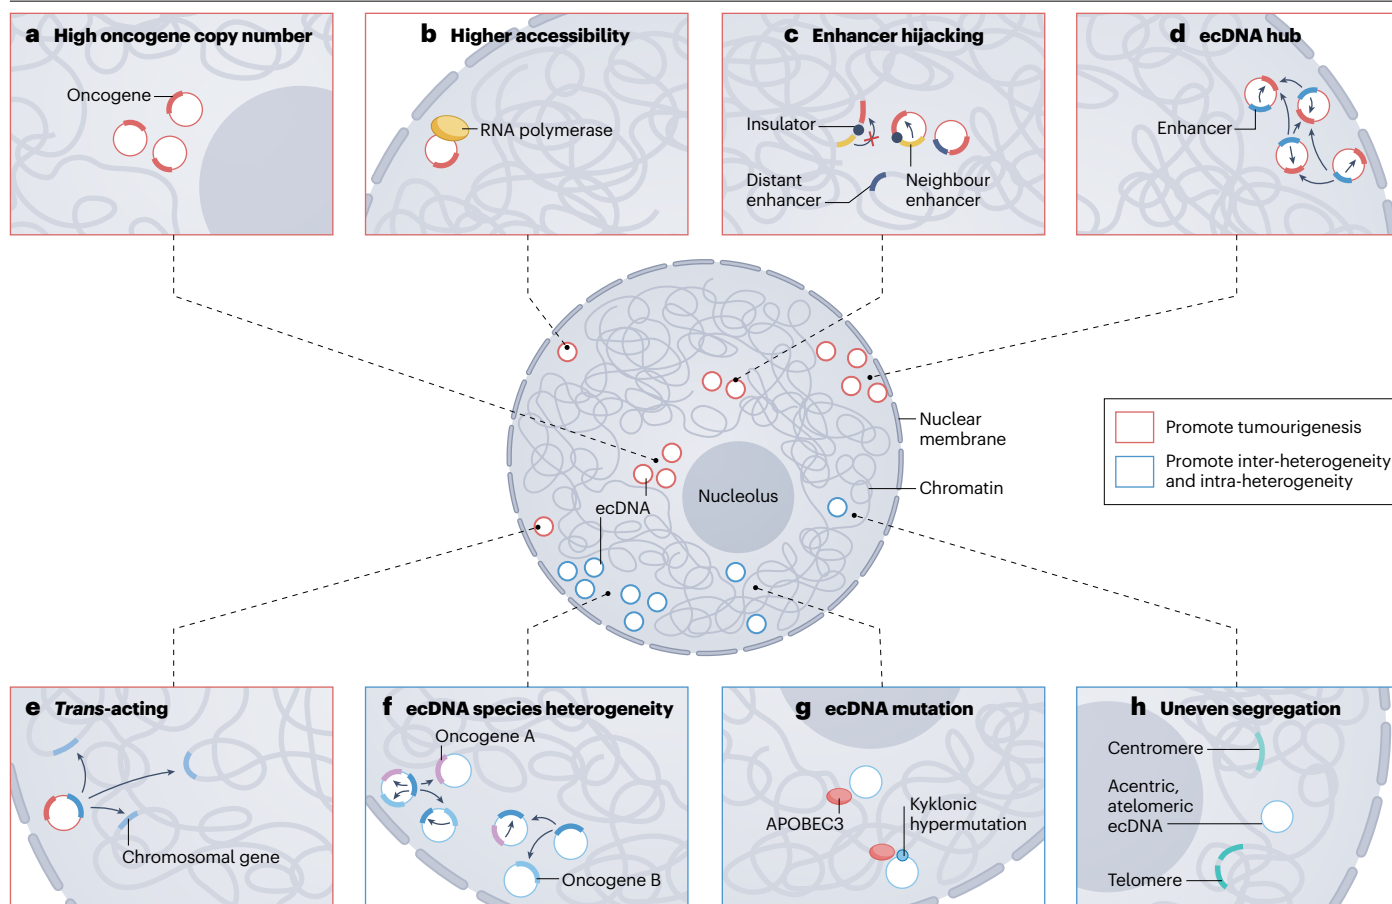 a High oncogene copy number
Oncogene
b Higher accessibility
RNA polymerase
c Enhancer hijacking
Insulator
Distant
enhancer
Neighbour
enhancer
d ecDNA hub
Enhancer
Nuclear
membrane
Chromatin
Nucleolus
ecDNA
Promote tumourigenesis
Promote inter-heterogeneity
and intra-heterogeneity
e Trans-acting
Chromosomal gene
f ecDNA species heterogeneity
Oncogene A
Oncogene B
g ecDNA mutation
APOBEC3
Kyklonic
hypermutation
h Uneven segregation
Centromere
Acentric,
atelomeric
ecDNA
Telomere